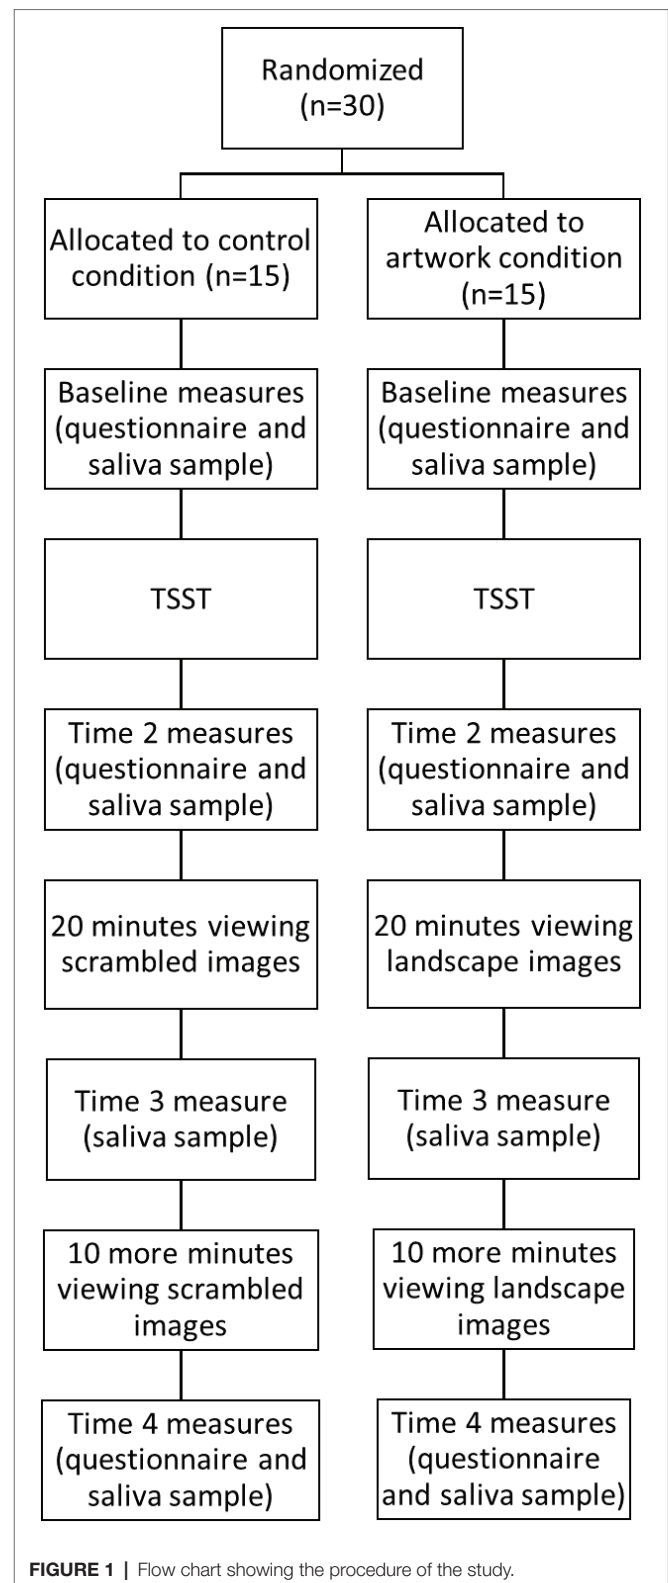 Randomized
(n=30)
Allocated to control
condition (n=15)
Allocated to
artwork condition
(n=15)
Baseline measures
(questionnaire and
saliva sample)
Baseline measures
(questionnaire and
saliva sample)
TSST
TSST
Time 2 measures
(questionnaire and
saliva sample)
Time 2 measures
(questionnaire and
saliva sample)
20 minutes viewing
scrambled images
20 minutes viewing
landscape images
Time 3 measure
(saliva sample)
Time 3 measure
(saliva sample)
10 more minutes
viewing scrambled
images
10 more minutes
viewing landscape
images
Time 4 measures
(questionnaire and
saliva sample)
Time 4 measures
(questionnaire
and saliva sample)
FIGURE 1 | Flow chart showing the procedure of the study.